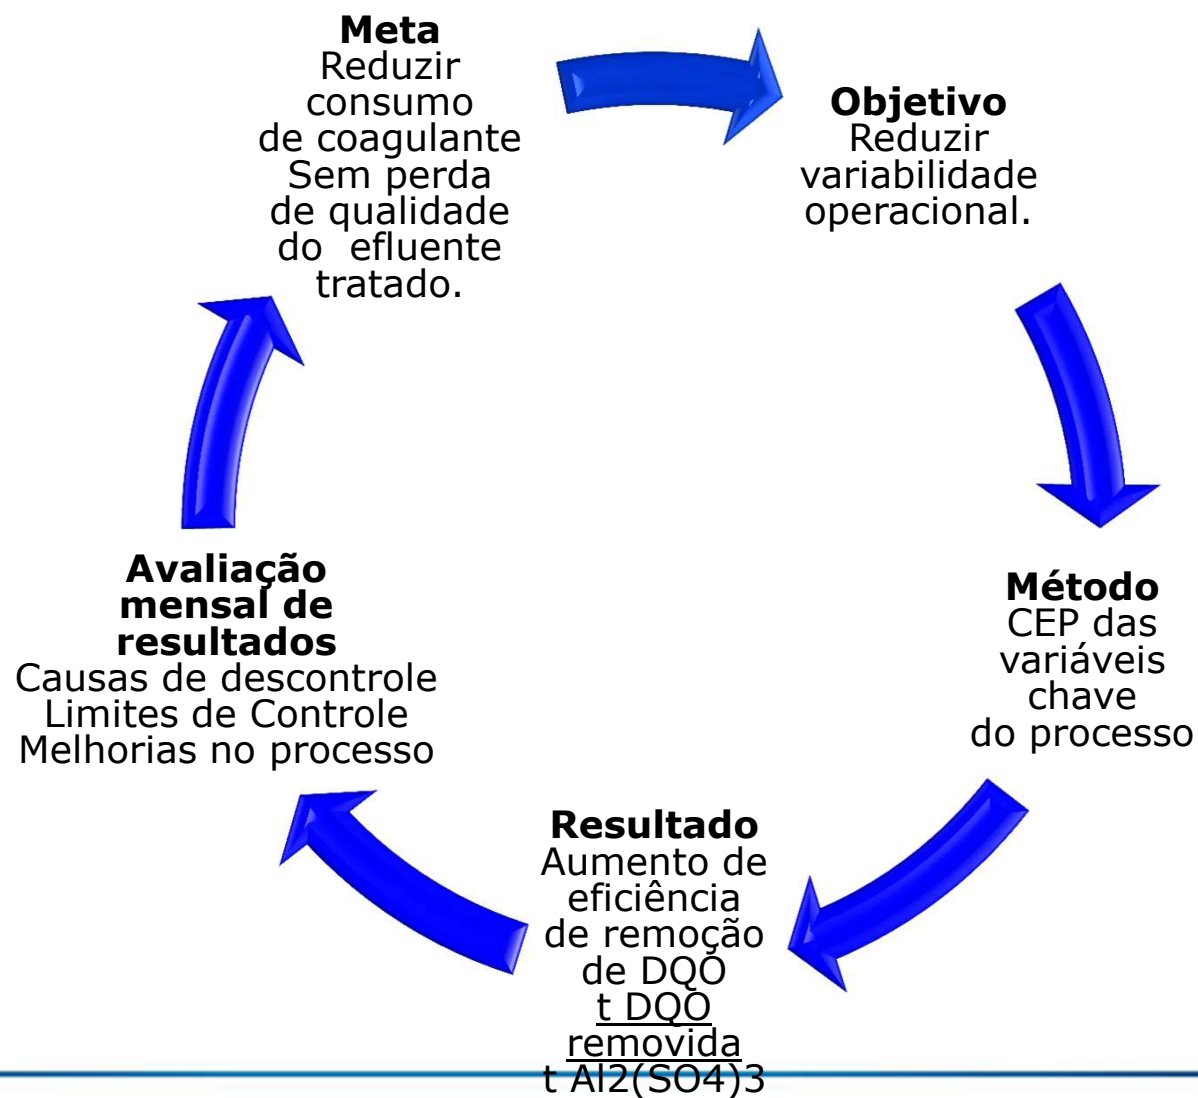 Meta
Reduzir
consumo
de coagulante
Sem perda
de qualidade
do efluente
tratado.
Objetivo
Reduzir
variabilidade
operacional.
Método
CEP das
variáveis
chave
do processo
Resultado
Aumento de
eficiência
de remoção
de DQO
t DQO
removida
t Al2(SO4)3
Avaliação
mensal de
resultados
Causas de descontrole
Limites de Controle
Melhorias no processo